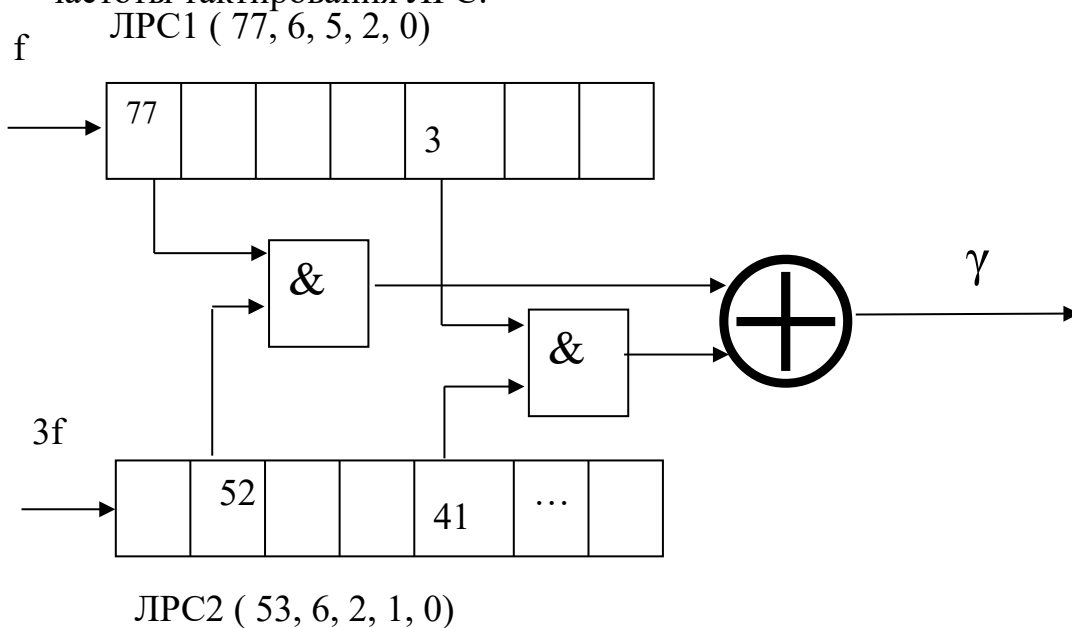 частоты тактирования ЛРС.
ЛРС1 ( 77, 6, 5, 2, 0)
f
77
3
&
γ
&
3f
52
41
...
ЛРС2 ( 53, 6, 2, 1, 0)